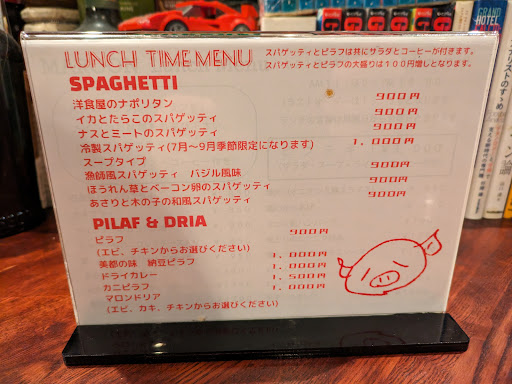 LUNCH TIME MENU
スパゲッティとピラフは共にサラダとコーヒーが付きます。
スパゲッティとピラフの大盛りは１００円増しとなります。
SPAGHETTI
洋食屋のナポリタン 900円
イカとたらこのスパゲッティ 900円
ナスとミートのスパゲッティ 900円
冷製スパゲッティ(7月〜9月季節限定になります) 1,000円
スープタイプ
漁師風スパゲッティ バジル風味 900円
ほうれん草とベーコン卵のスパゲッティ 900円
あさりと木の子の和風スパゲッティ 900円
PILAF & DRIA
ピラフ 900円
(エビ、チキンからお選びください)
美都の味 納豆ピラフ 1,000円
ドライカレー 1,000円
カニピラフ 1,500円
マロンドリア 1,000円
(エビ、カキ、チキンからお選びください)
GRAND
HOTEL